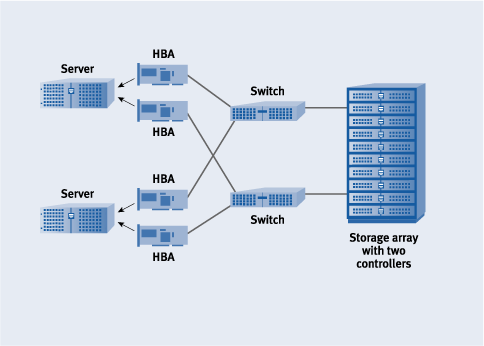 HBA
Server
HBA
Switch
HBA
Server
HBA
Switch
Storage array
with two
controllers